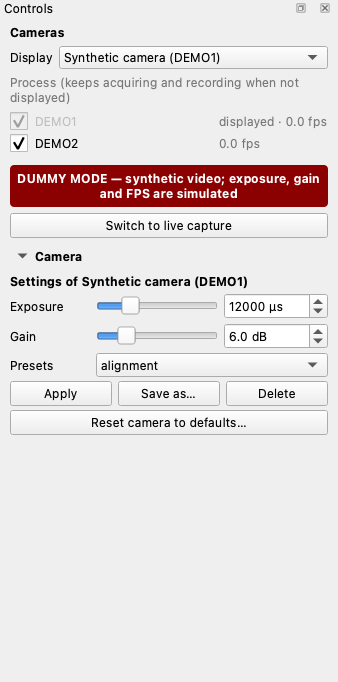 Controls
Cameras
Display Synthetic camera (DEMO1)
Process (keeps acquiring and recording when not
displayed)
DEMO1 displayed · 0.0 fps
DEMO2 0.0 fps
DUMMY MODE — synthetic video; exposure, gain
and FPS are simulated
Switch to live capture
Camera
Settings of Synthetic camera (DEMO1)
Exposure 12000 µs
Gain 6.0 dB
Presets alignment
Apply Save as... Delete
Reset camera to defaults...